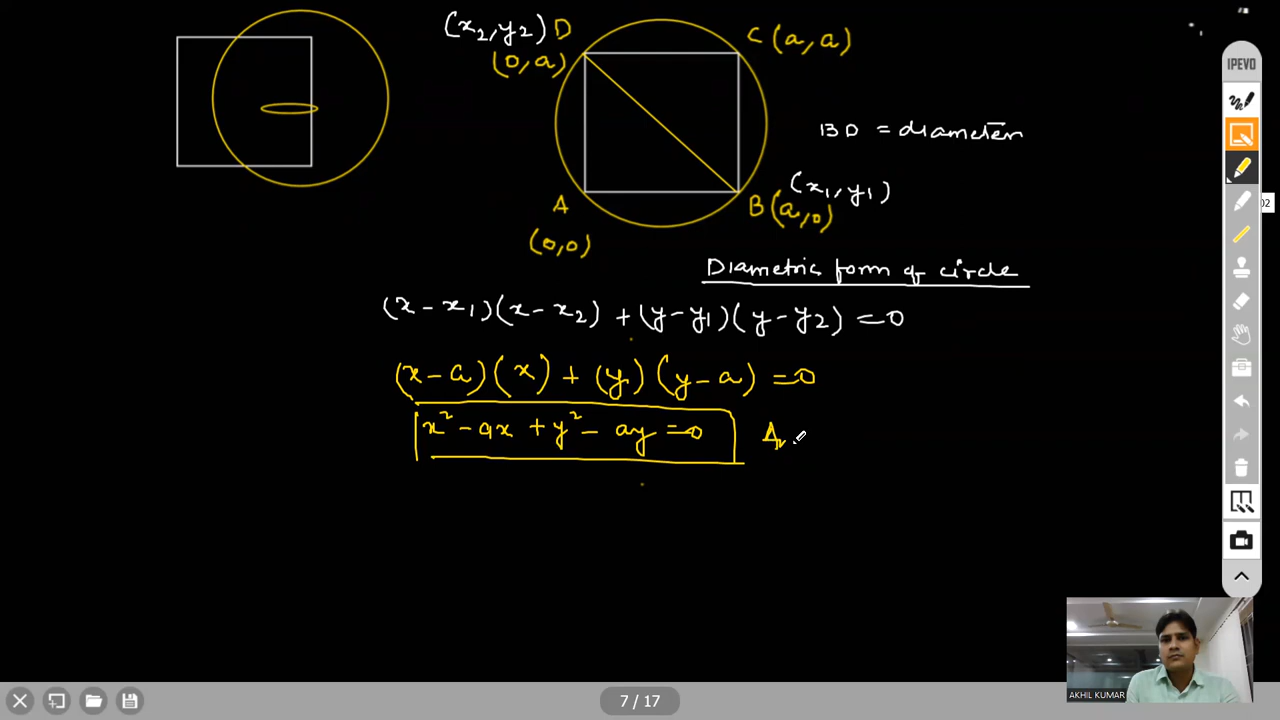 (x₂, y₂) D
(0, a)
C (a, a)
BD = diameter
(x₁, y₁)
A
B (a, 0)
(0,0)
Diametric form of circle
(x - x₁)(x - x₂) + (y - y₁)(y - y₂) = 0
(x - a)(x) + (y)(y - a) = 0
x² - ax + y² - ay = 0
IPEVO
02
AKHIL KUMAR
7 / 17